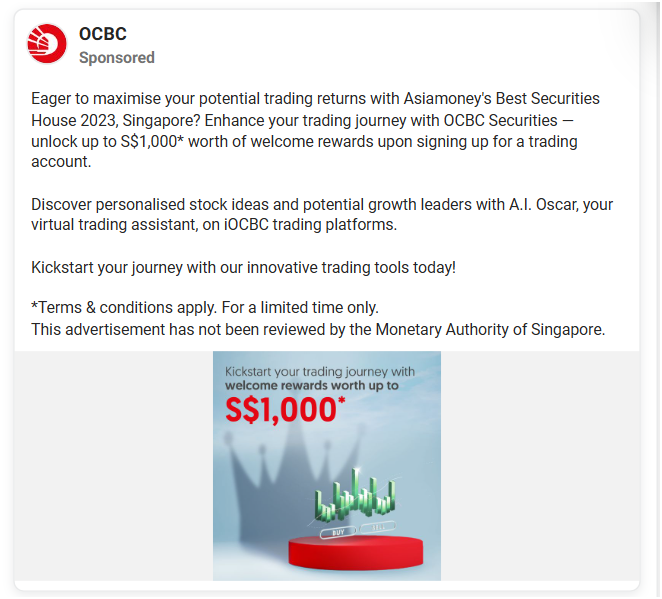 OCBC
Sponsored
Eager to maximise your potential trading returns with Asiamoney's Best Securities
House 2023, Singapore? Enhance your trading journey with OCBC Securities —
unlock up to S$1,000* worth of welcome rewards upon signing up for a trading
account.
Discover personalised stock ideas and potential growth leaders with A.I. Oscar, your
virtual trading assistant, on iOCBC trading platforms.
Kickstart your journey with our innovative trading tools today!
*Terms & conditions apply. For a limited time only.
This advertisement has not been reviewed by the Monetary Authority of Singapore.
Kickstart your trading journey with
welcome rewards worth up to
S$1,000*
BUY SELL